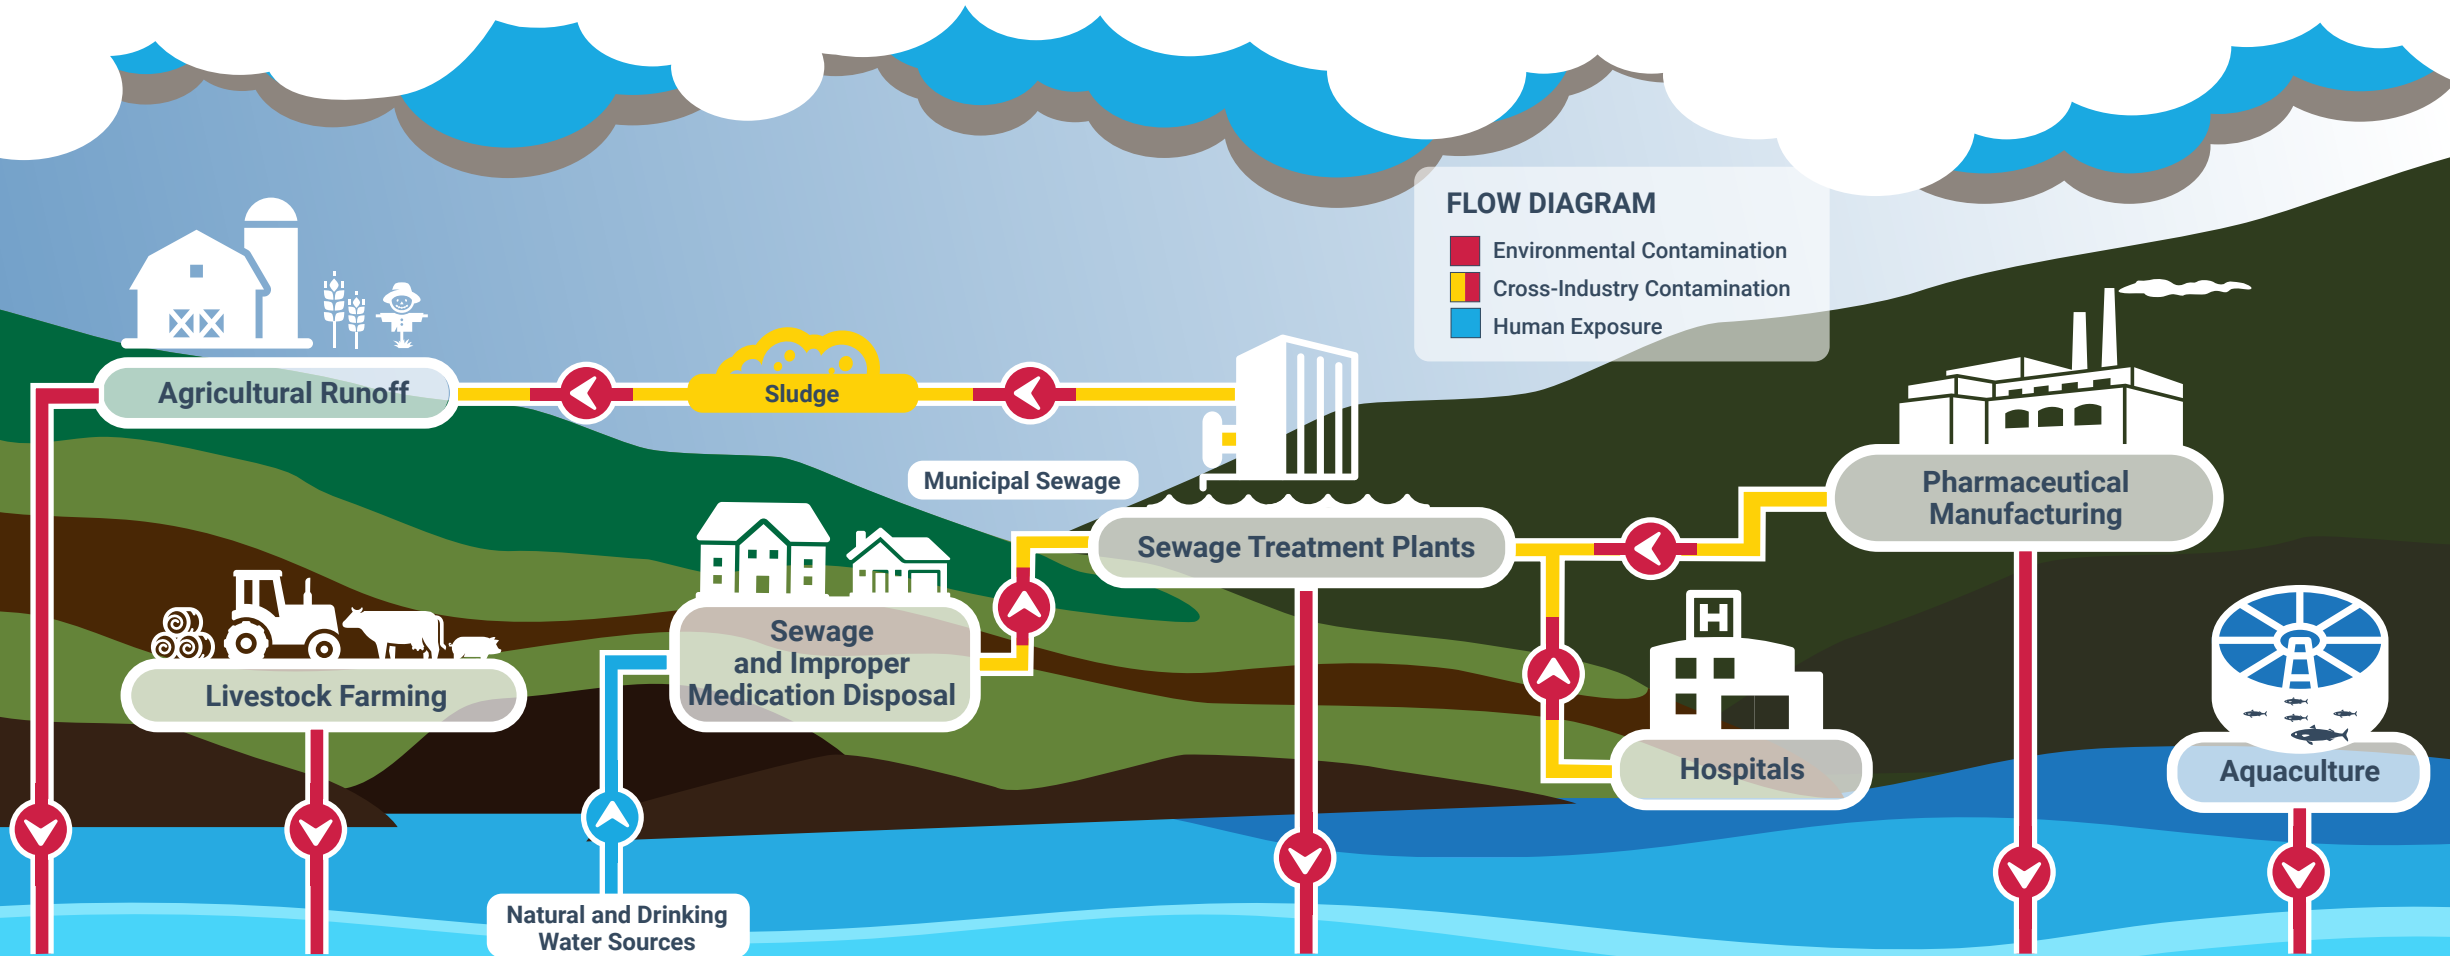 FLOW DIAGRAM
Environmental Contamination
Cross-Industry Contamination
Human Exposure
Agricultural Runoff
Sludge
Municipal Sewage
Pharmaceutical
Manufacturing
Sewage Treatment Plants
H
Sewage
and Improper
Medication Disposal
Livestock Farming
Hospitals
Aquaculture
Natural and Drinking
Water Sources